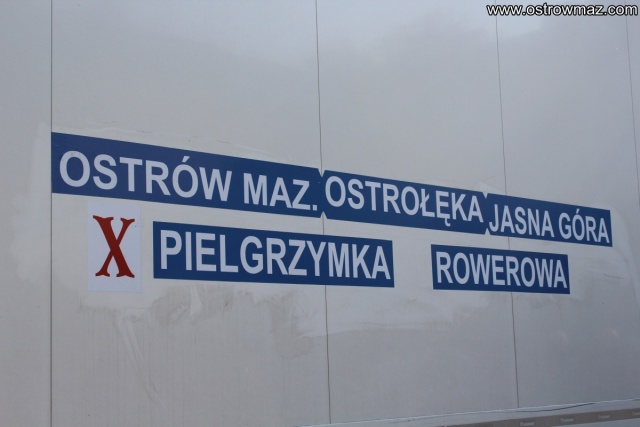 www.ostrowmaz.com
OSTRÓW MAZ. OSTROŁĘKA JASNA GÓRA
X PIELGRZYMKA ROWEROWA